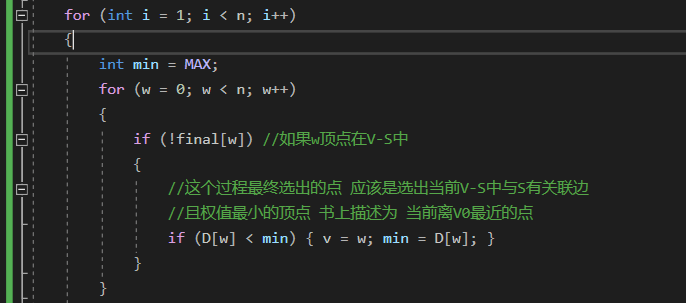 for (int i = 1; i < n; i++)
{
int min = MAX;
for (w = 0; w < n; w++)
{
if (!final[w]) //如果w顶点在V-S中
{
//这个过程最终选出的点 应该是选出当前V-S中与S有关联边
//且权值最小的顶点 书上描述为 当前离V0最近的点
if (D[w] < min) { v = w; min = D[w]; }
}
}